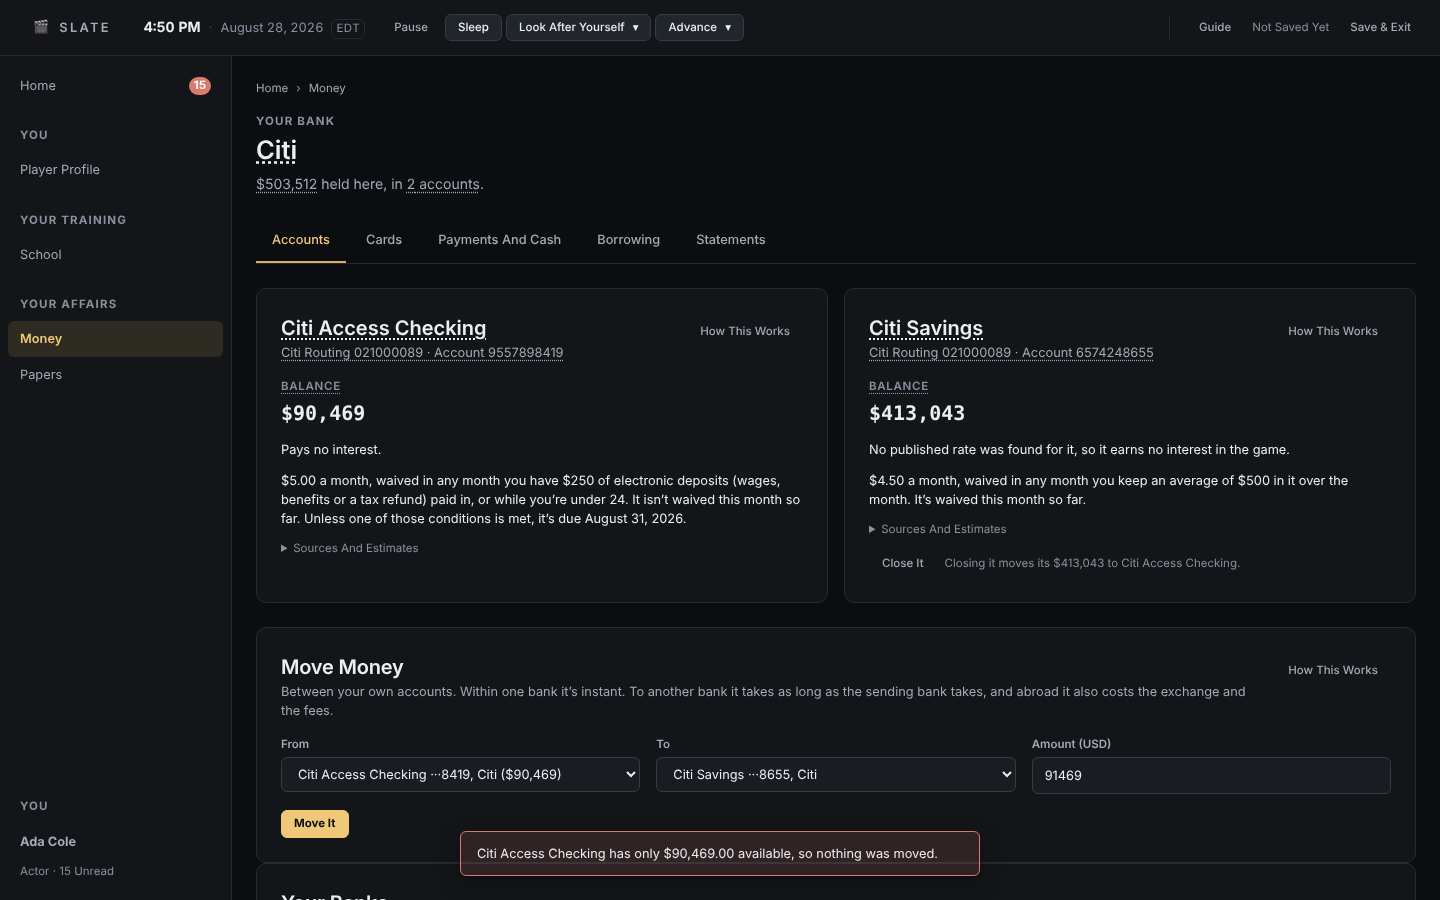 SLATE
4:50 PM · August 28, 2026 EDT
Pause
Sleep
Look After Yourself ▾
Advance ▾
Guide
Not Saved Yet
Save & Exit
Home
15
YOU
Player Profile
YOUR TRAINING
School
YOUR AFFAIRS
Money
Papers
YOU
Ada Cole
Actor · 15 Unread
Home › Money
YOUR BANK
Citi
$503,512 held here, in 2 accounts.
Accounts
Cards
Payments And Cash
Borrowing
Statements
Citi Access Checking
How This Works
Citi Routing 021000089 · Account 9557898419
BALANCE
$90,469
Pays no interest.
$5.00 a month, waived in any month you have $250 of electronic deposits (wages,
benefits or a tax refund) paid in, or while you’re under 24. It isn’t waived this month so
far. Unless one of those conditions is met, it’s due August 31, 2026.
▶ Sources And Estimates
Citi Savings
How This Works
Citi Routing 021000089 · Account 6574248655
BALANCE
$413,043
No published rate was found for it, so it earns no interest in the game.
$4.50 a month, waived in any month you keep an average of $500 in it over the
month. It’s waived this month so far.
▶ Sources And Estimates
Close It
Closing it moves its $413,043 to Citi Access Checking.
Move Money
How This Works
Between your own accounts. Within one bank it’s instant. To another bank it takes as long as the sending bank takes, and abroad it also costs the exchange and
the fees.
From
Citi Access Checking ···8419, Citi ($90,469)
To
Citi Savings ···8655, Citi
Amount (USD)
91469
Move It
Citi Access Checking has only $90,469.00 available, so nothing was moved.
Your Banks